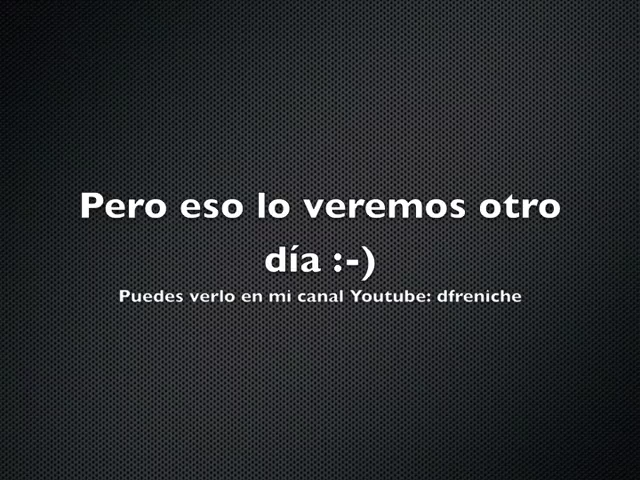 Pero eso lo veremos otro
día :-)
Puedes verlo en mi canal Youtube: dfreniche